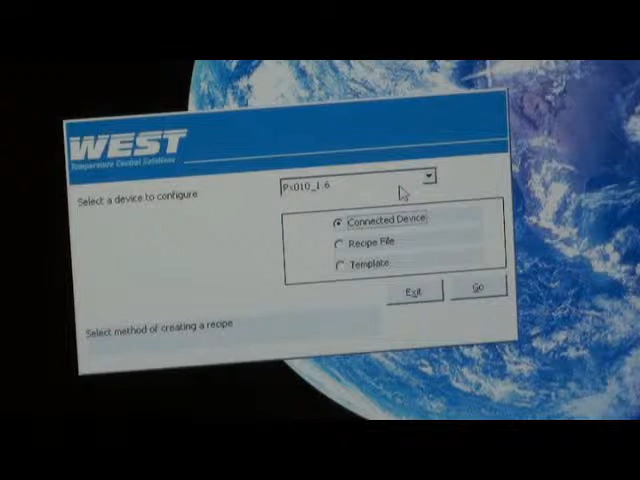 WEST
Temperature Control Solutions
Select a device to configure
Px010_1.6
Connected Device
Recipe File
Template
Exit
Go
Select method of creating a recipe